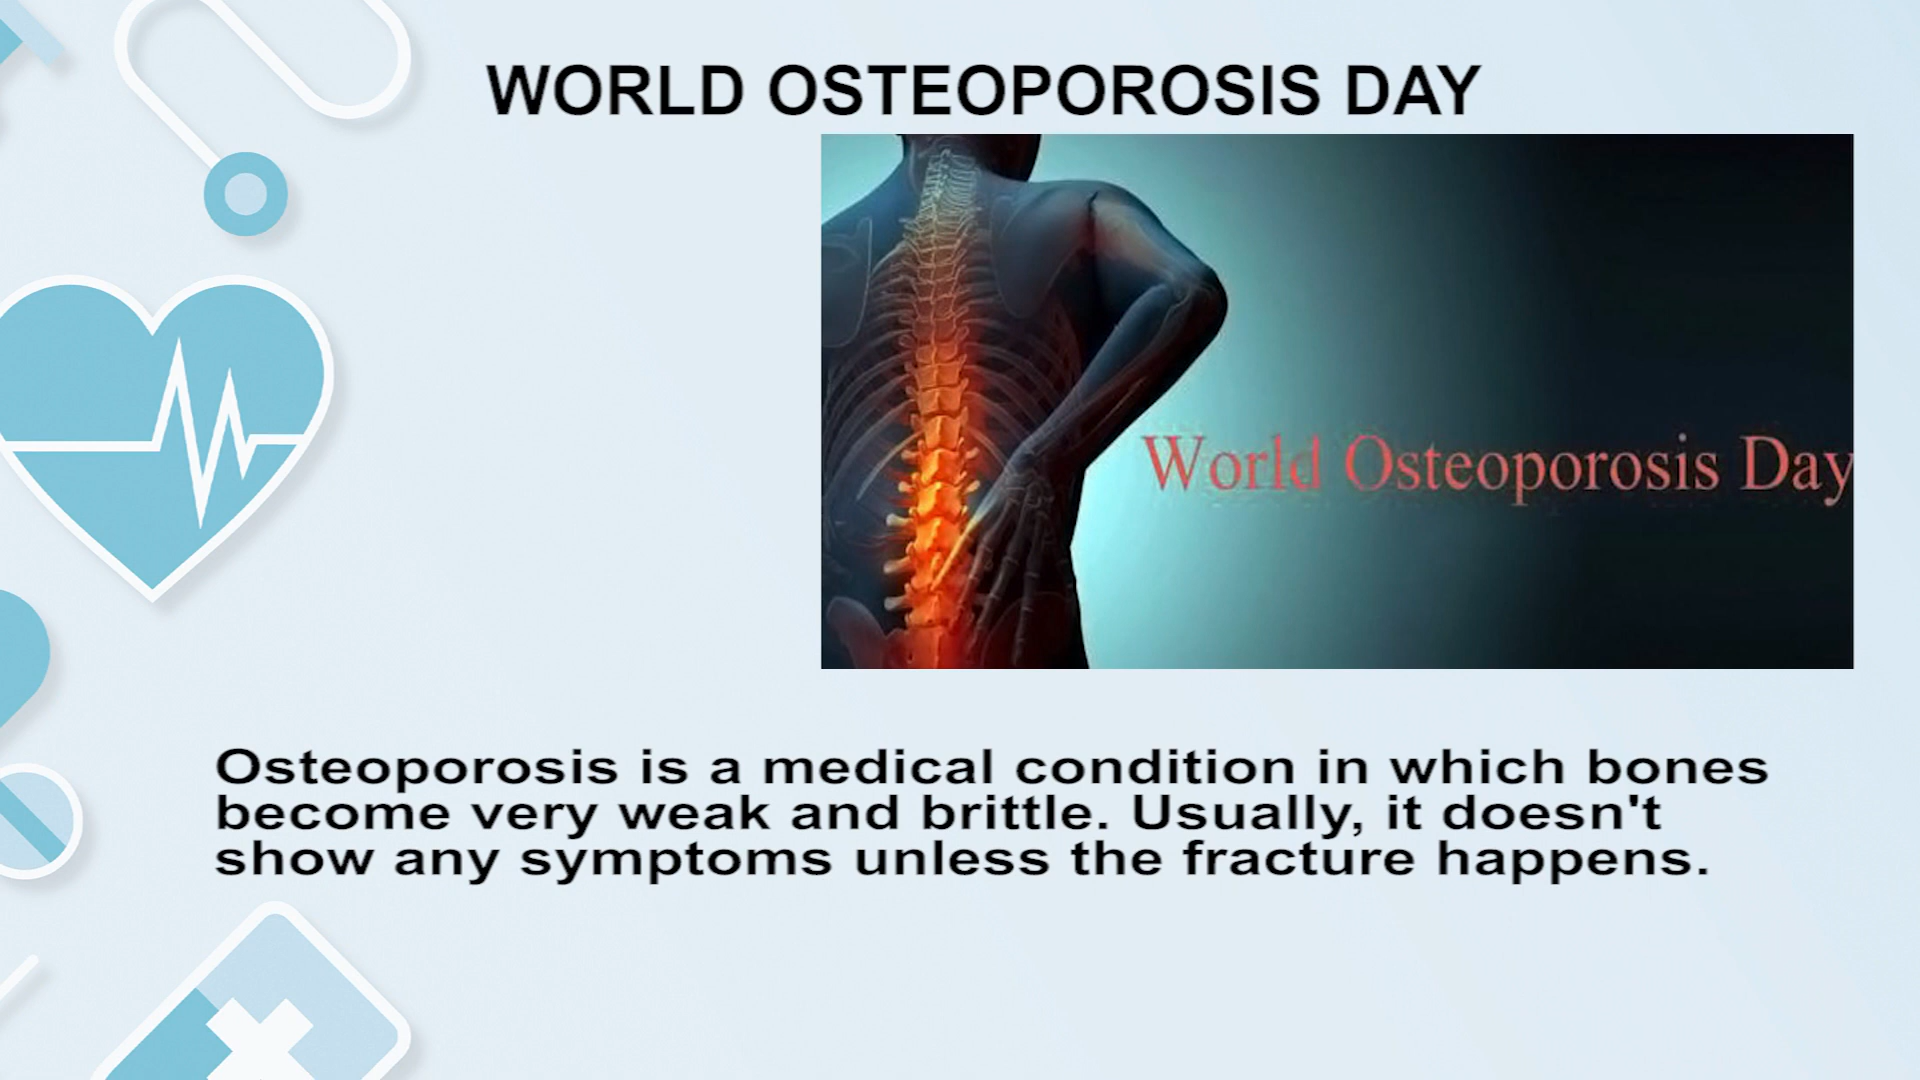 WORLD OSTEOPOROSIS DAY
World Osteoporosis Day
Osteoporosis is a medical condition in which bones
become very weak and brittle. Usually, it doesn't
show any symptoms unless the fracture happens.